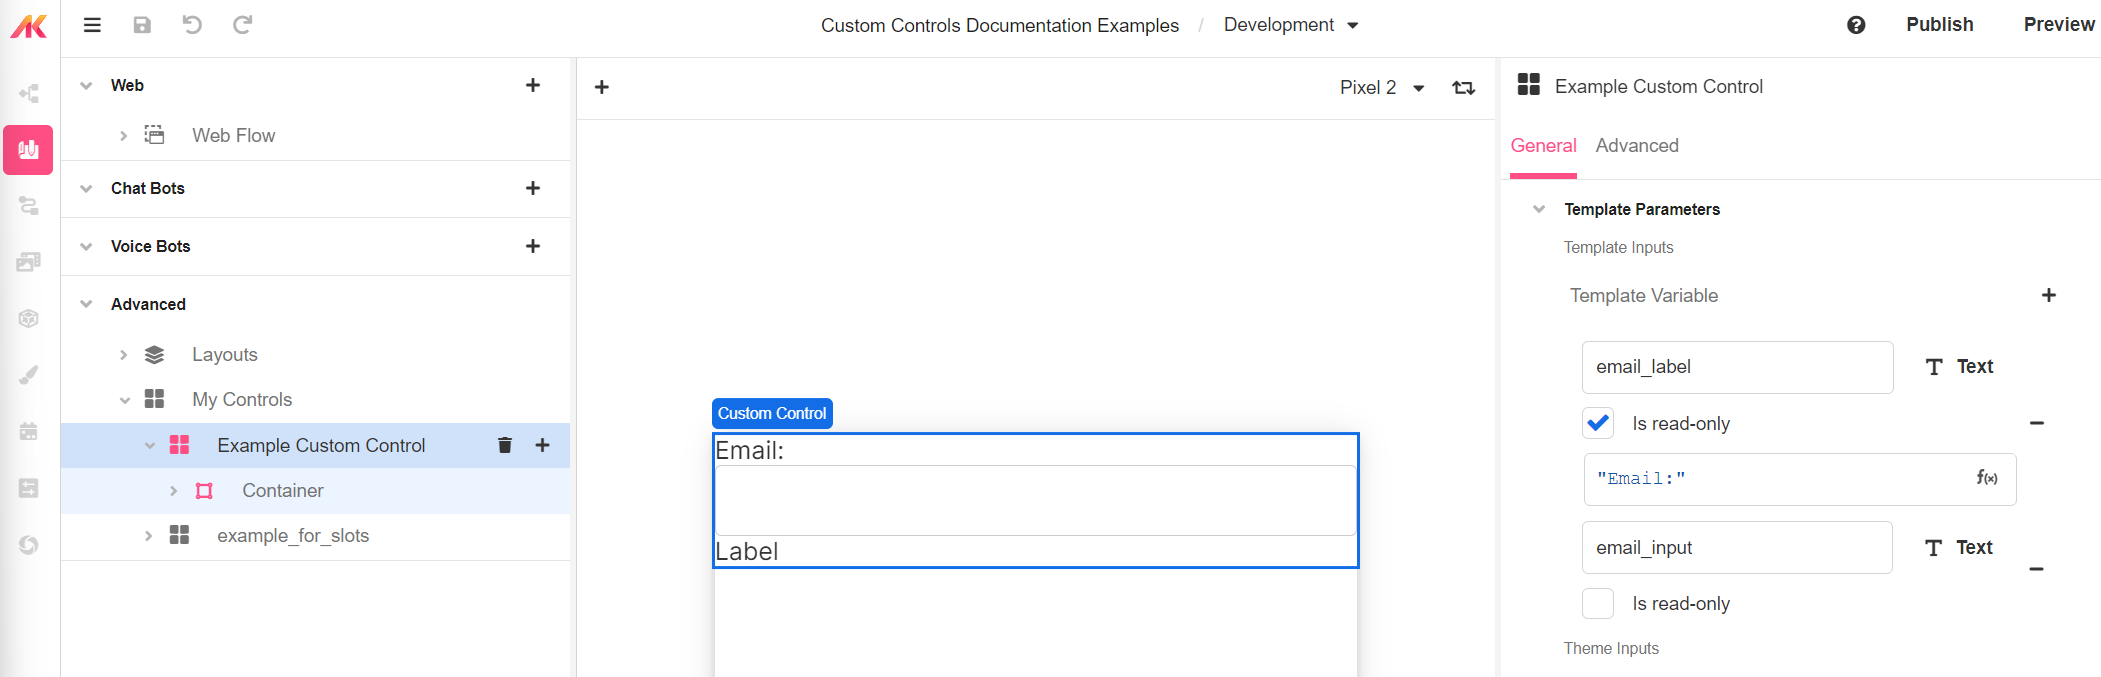 Custom Controls Documentation Examples / Development
Publish
Preview
Web
Web Flow
Chat Bots
Voice Bots
Advanced
Layouts
My Controls
Example Custom Control
Container
example_for_slots
Pixel 2
Custom Control
Email:
Label
Example Custom Control
General Advanced
Template Parameters
Template Inputs
Template Variable
email_label
Text
Is read-only
"Email:"
f(x)
email_input
Text
Is read-only
Theme Inputs